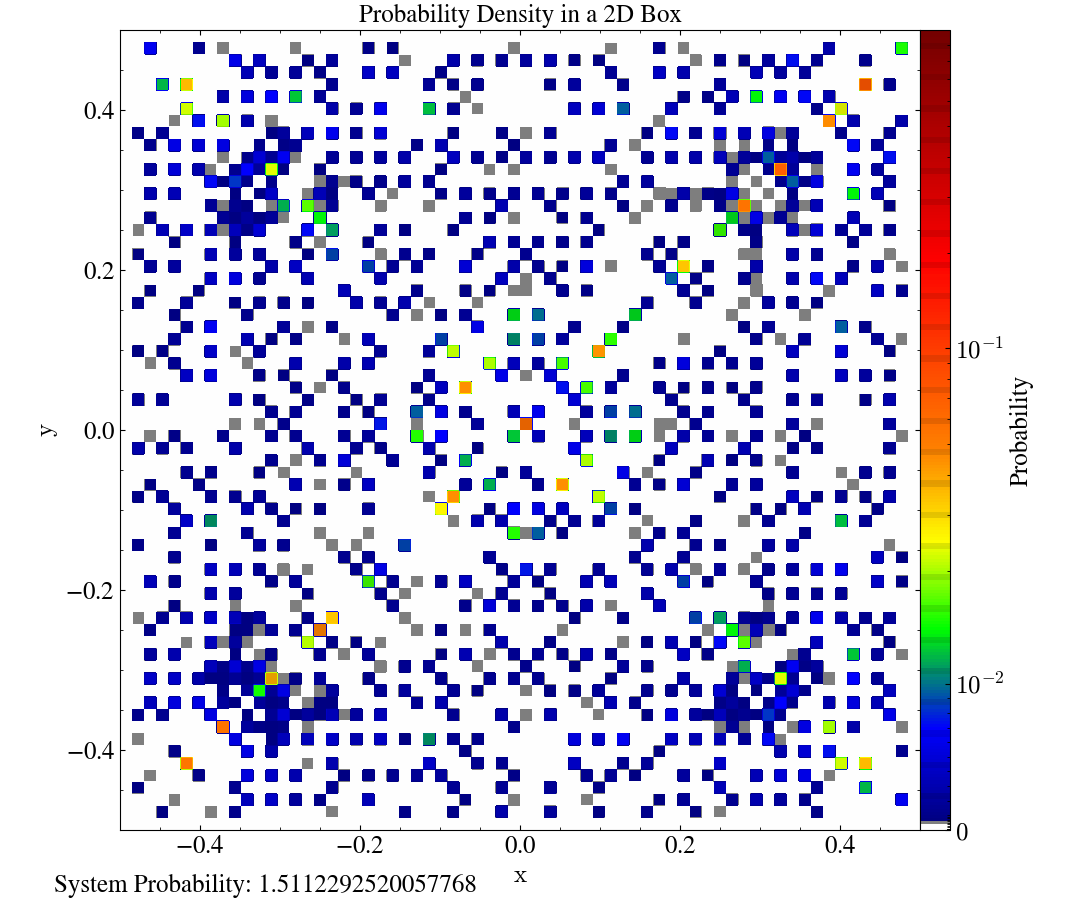 Probability Density in a 2D Box
0.4
0.2
0.0
−0.2
−0.4
y
−0.4 −0.2 0.0 0.2 0.4
x
10⁻¹
10⁻²
0
Probability
System Probability: 1.5112292520057768